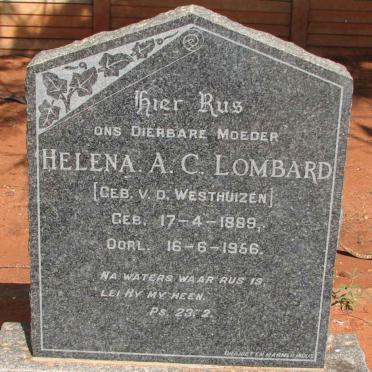 Hier Rus
ONS DIERBARE MOEDER
HELENA. A. C. LOMBARD
[GEB. V. D. WESTHUIZEN]
GEB. 17-4-1889,
OORL. 16-6-1956.
NA WATERS WAAR RUS IS,
LEI HY MY HEEN.
PS. 23:2.